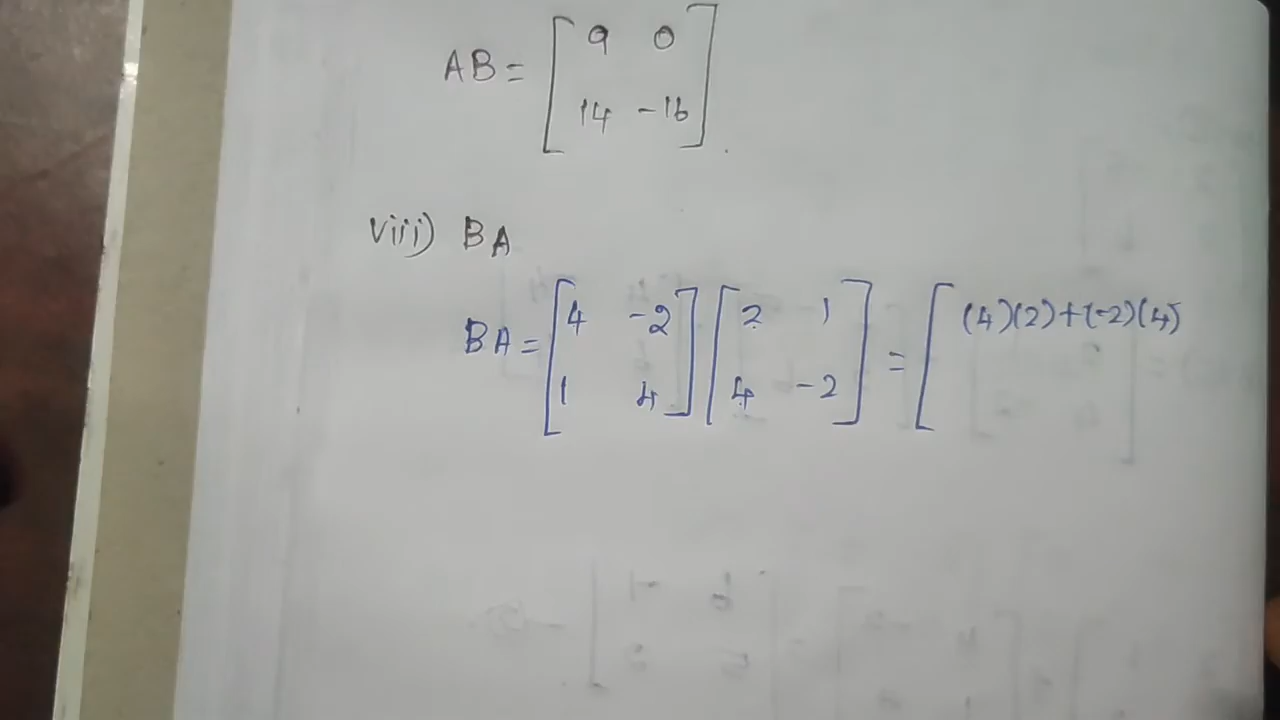 AB = [ 9 0
14 -16 ].
viii) BA
BA = [ 4 -2 ] [ 2 1 ] = [ (4)(2)+(-2)(4)
1 4 4 -2